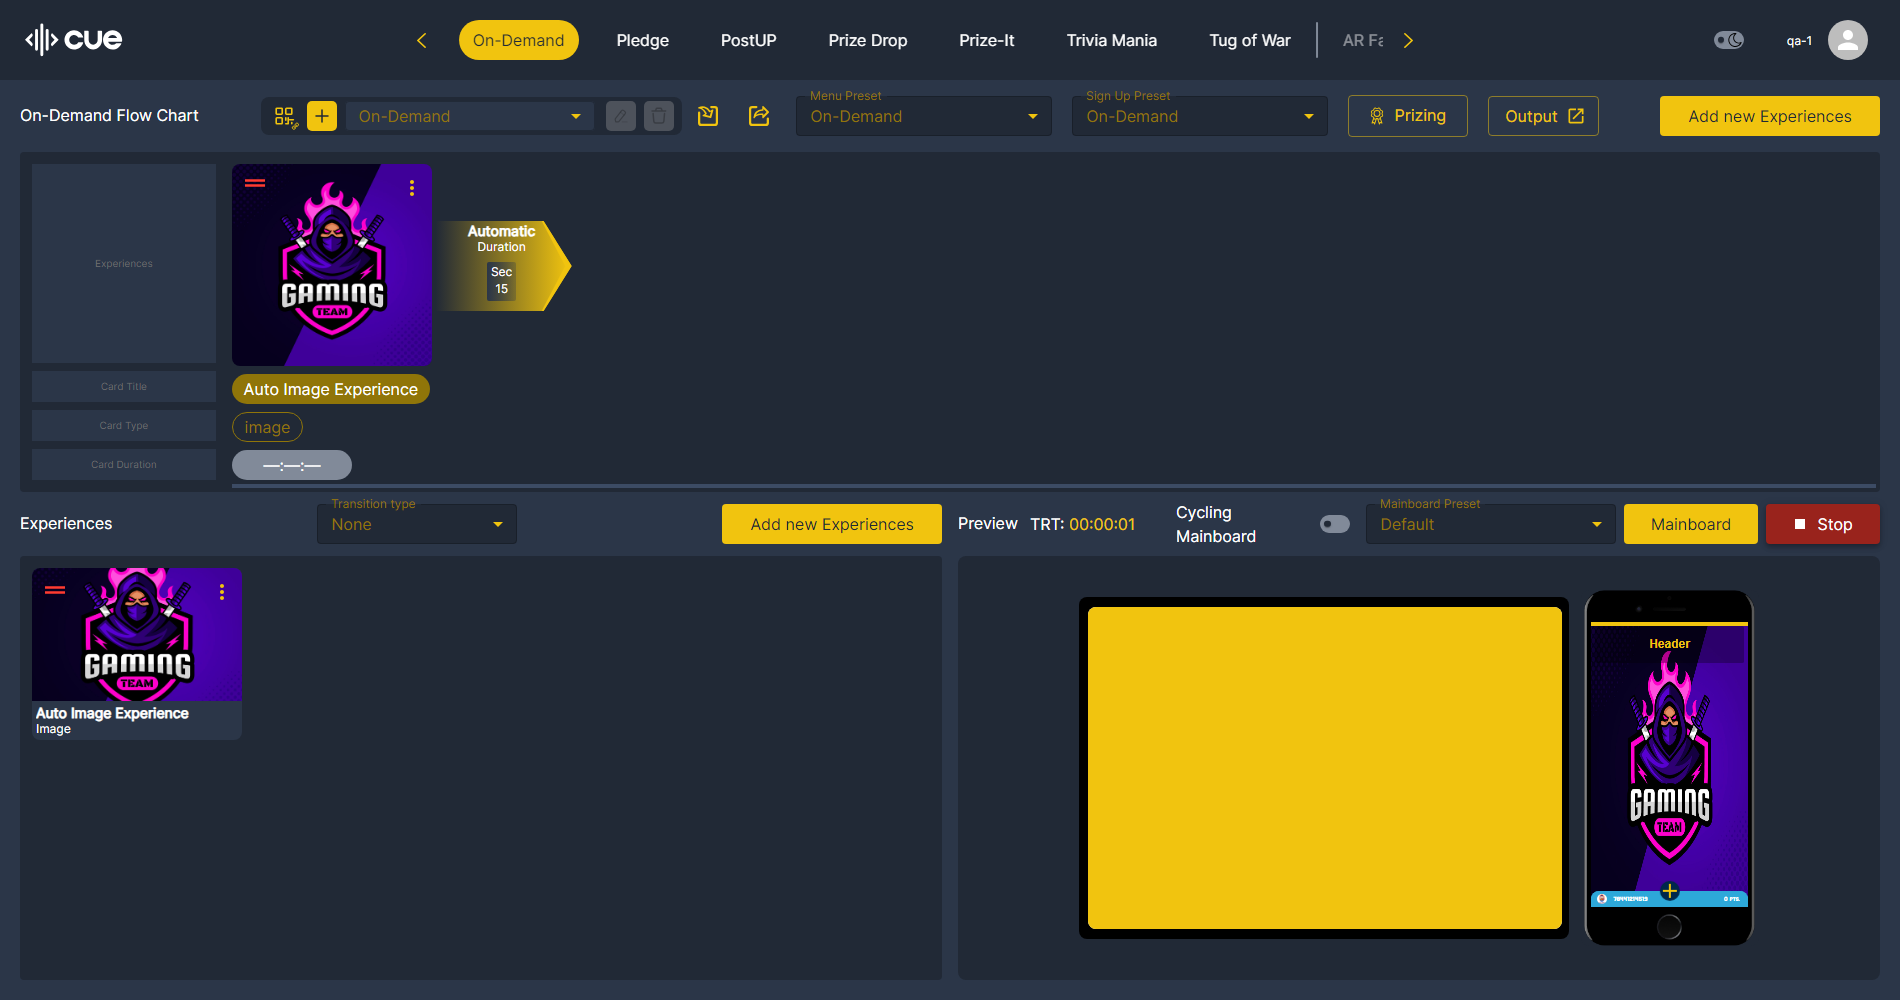 cue
On-Demand
Pledge
PostUP
Prize Drop
Prize-It
Trivia Mania
Tug of War
AR Fa
qa-1
On-Demand Flow Chart
On-Demand
Menu Preset
On-Demand
Sign Up Preset
On-Demand
Prizing
Output
Add new Experiences
Experiences
GAMING
TEAM
Automatic
Duration
Sec
15
Card Title
Auto Image Experience
Card Type
image
Card Duration
—:—:—
Experiences
Transition type
None
Add new Experiences
Preview
TRT: 00:00:01
Cycling
Mainboard
Mainboard Preset
Default
Mainboard
Stop
GAMING
TEAM
Auto Image Experience
Image
Header
GAMING
TEAM
0 PTS.